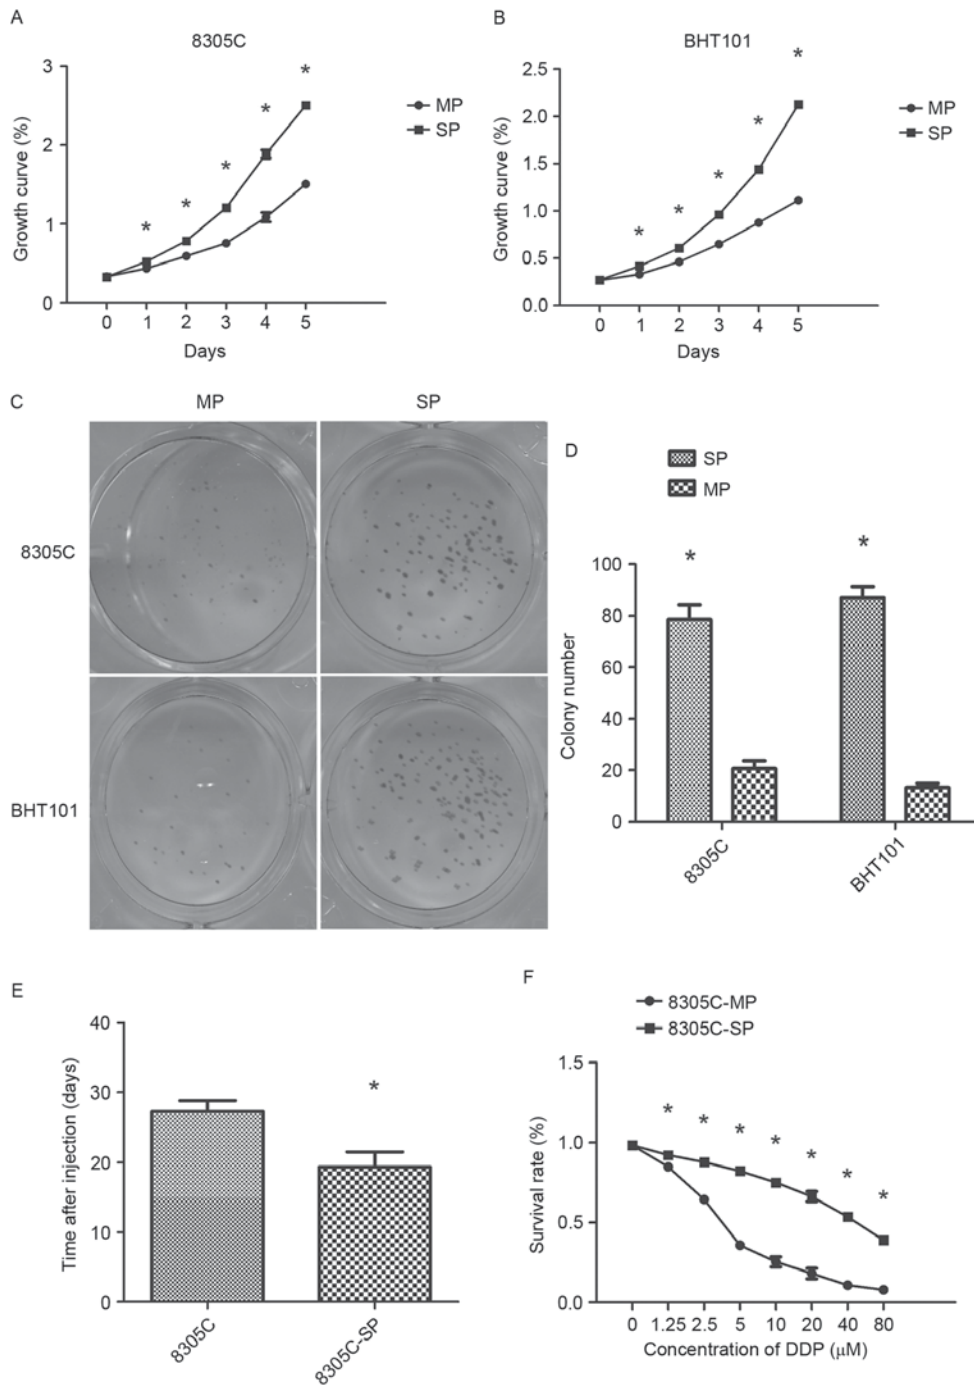 A
8305C
3
2
1
0
Growth curve (%)
0 1 2 3 4 5
Days
MP
SP
*
*
*
*
*
B
BHT101
2.5
2.0
1.5
1.0
0.5
0.0
Growth curve (%)
0 1 2 3 4 5
Days
MP
SP
*
*
*
*
*
C
MP SP
8305C
BHT101
D
SP
MP
100
80
60
40
20
0
Colony number
* *
8305C BHT101
E
40
30
20
10
0
Time after injection (days)
*
8305C 8305C-SP
F
8305C-MP
8305C-SP
1.5
1.0
0.5
0.0
Survival rate (%)
* * * * * * *
0 1.25 2.5 5 10 20 40 80
Concentration of DDP (μM)